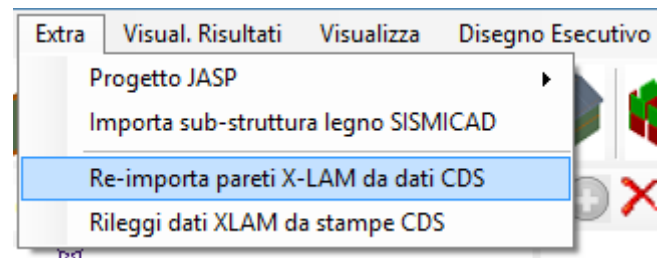 Extra Visual. Risultati Visualizza Disegno Esecutivo
Progetto JASP
Importa sub-struttura legno SISMICAD
Re-importa pareti X-LAM da dati CDS
Rileggi dati XLAM da stampe CDS